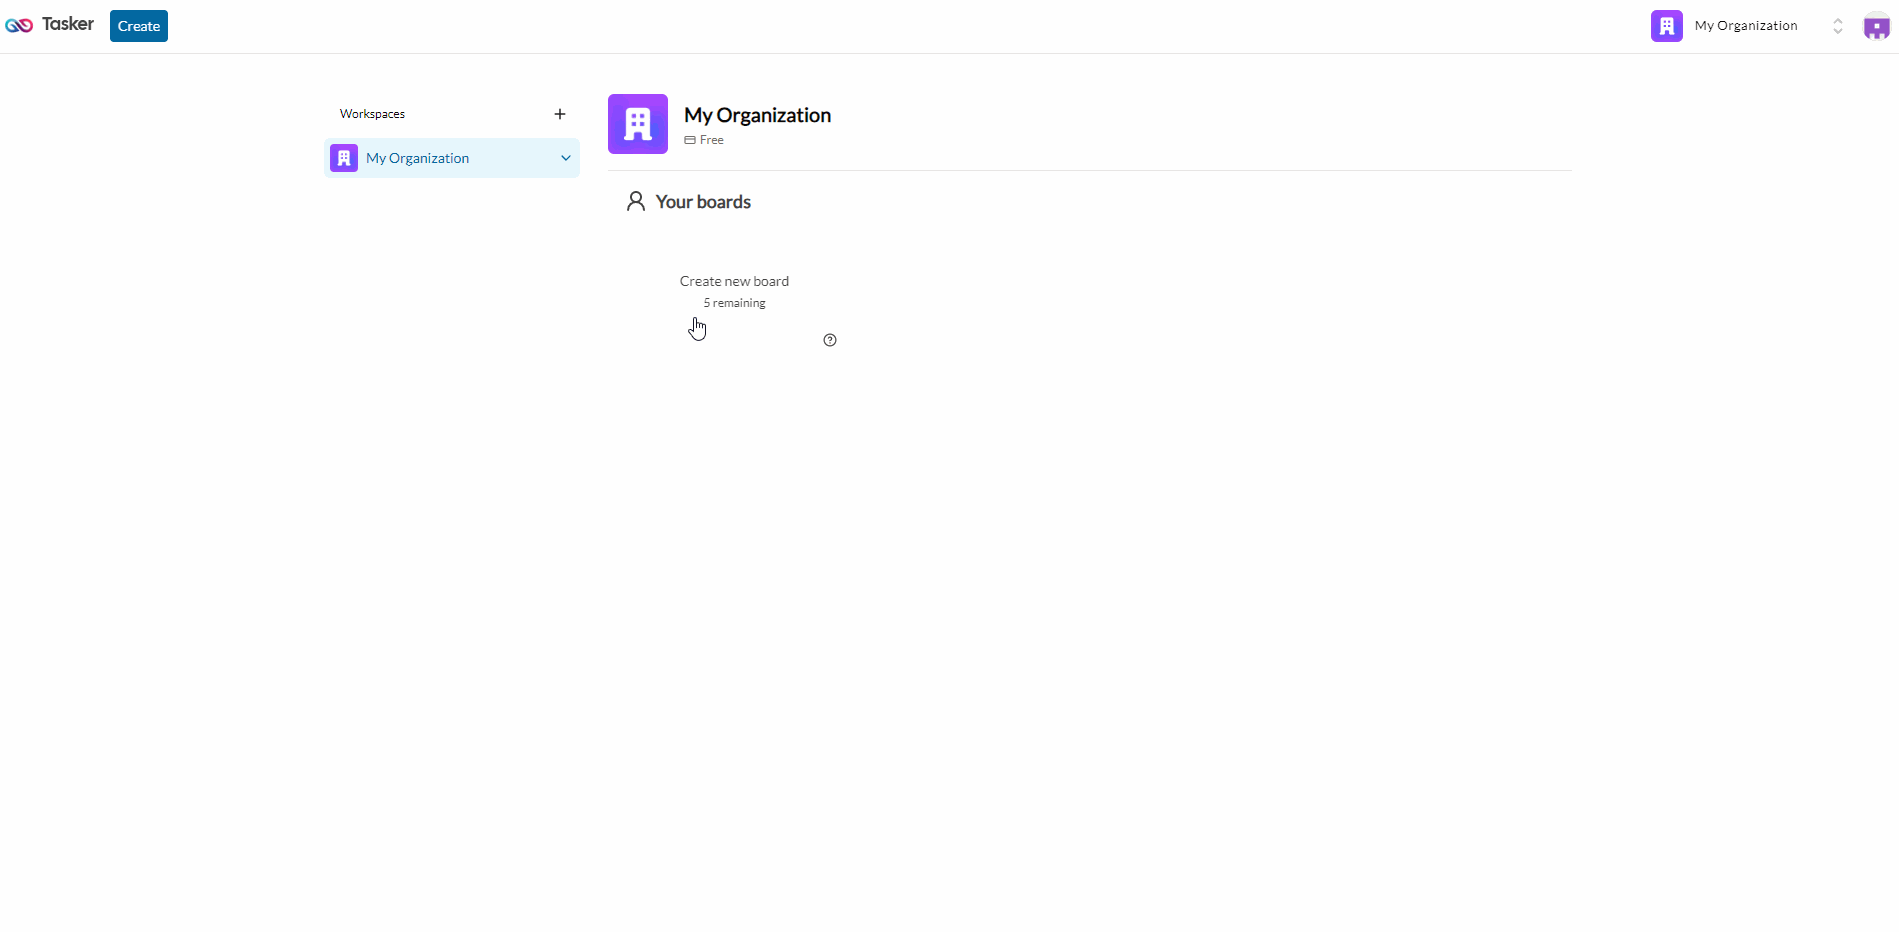 Tasker
Create
My Organization
Workspaces
My Organization
My Organization
Free
Your boards
Create new board
5 remaining